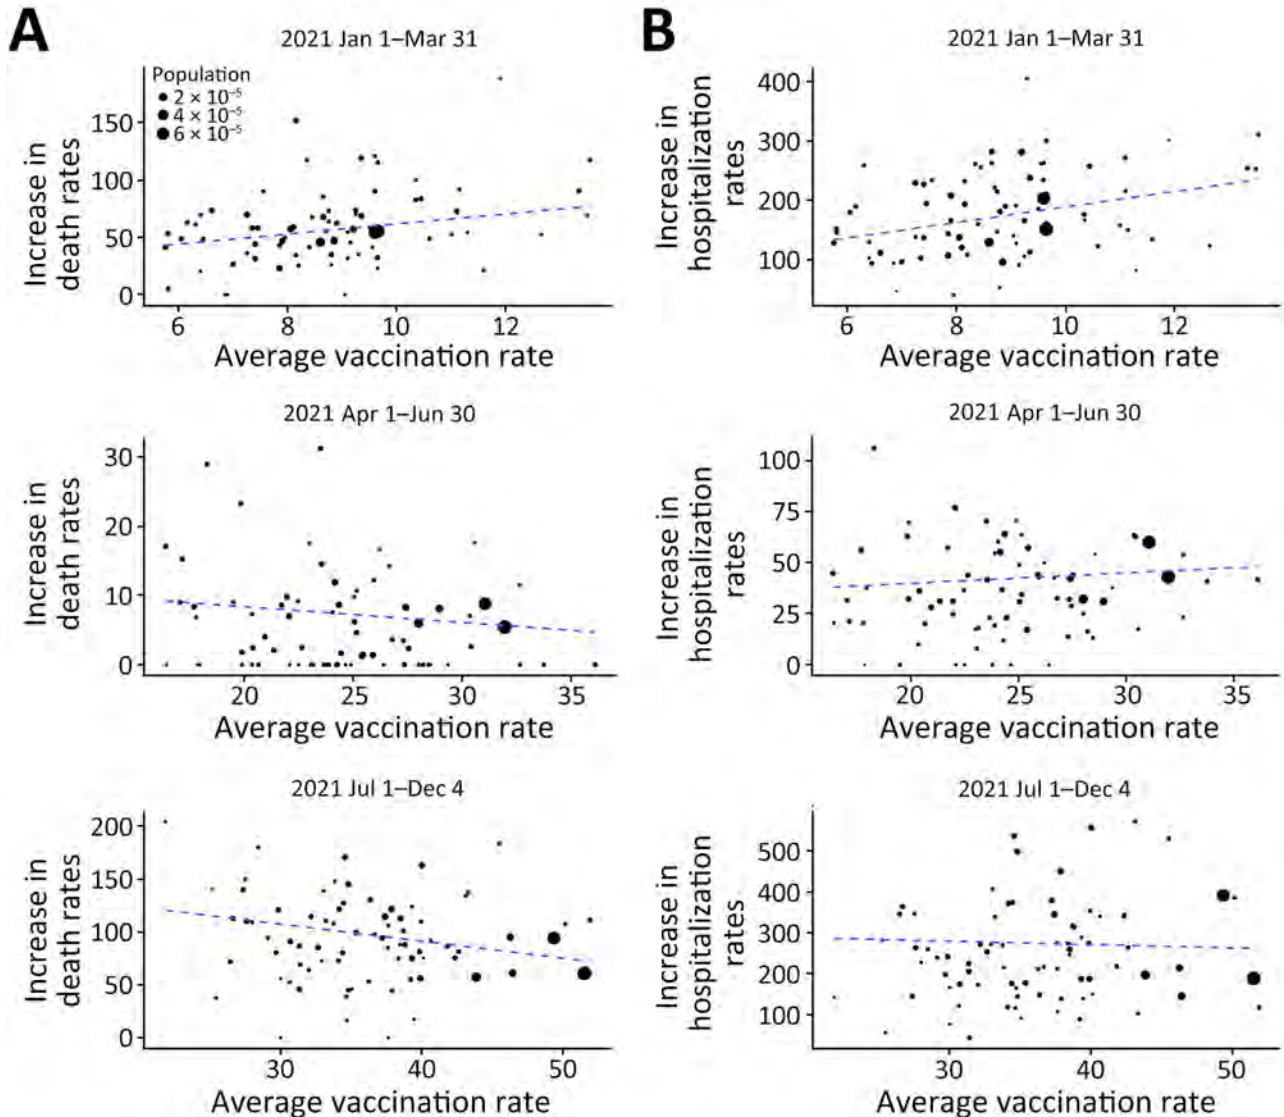 A
2021 Jan 1–Mar 31
Population
2 × 10⁻⁵
4 × 10⁻⁵
6 × 10⁻⁵
Increase in
death rates
150
100
50
0
6 8 10 12
Average vaccination rate
2021 Apr 1–Jun 30
Increase in
death rates
30
20
10
0
20 25 30 35
Average vaccination rate
2021 Jul 1–Dec 4
Increase in
death rates
200
150
100
50
0
30 40 50
Average vaccination rate
B
2021 Jan 1–Mar 31
Increase in
hospitalization
rates
400
300
200
100
6 8 10 12
Average vaccination rate
2021 Apr 1–Jun 30
Increase in
hospitalization
rates
100
75
50
25
0
20 25 30 35
Average vaccination rate
2021 Jul 1–Dec 4
Increase in
hospitalization
rates
500
400
300
200
100
30 40 50
Average vaccination rate